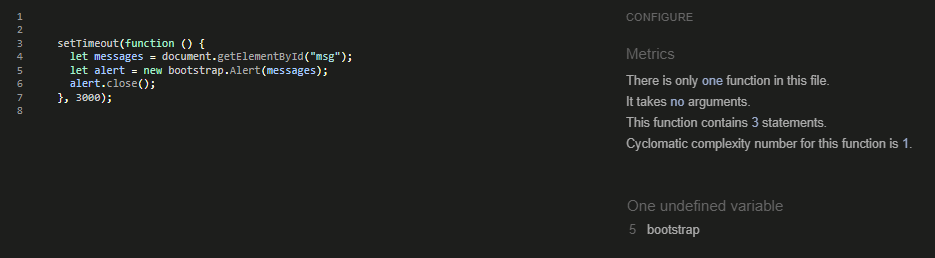 1
2
3 setTimeout(function () {
4 let messages = document.getElementById("msg");
5 let alert = new bootstrap.Alert(messages);
6 alert.close();
7 }, 3000);
8
CONFIGURE
Metrics
There is only one function in this file.
It takes no arguments.
This function contains 3 statements.
Cyclomatic complexity number for this function is 1.
One undefined variable
5 bootstrap